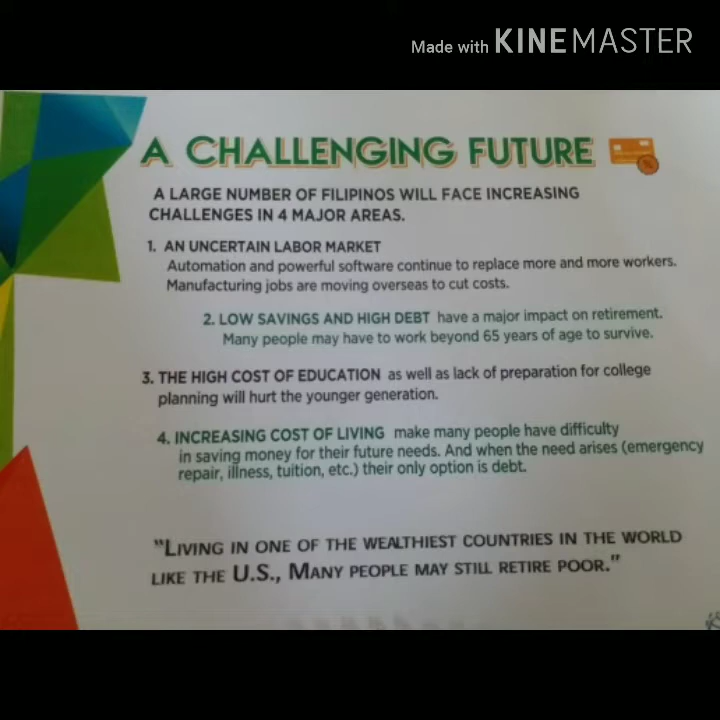 Made with KINEMASTER
A CHALLENGING FUTURE
A LARGE NUMBER OF FILIPINOS WILL FACE INCREASING
CHALLENGES IN 4 MAJOR AREAS.
1. AN UNCERTAIN LABOR MARKET
Automation and powerful software continue to replace more and more workers.
Manufacturing jobs are moving overseas to cut costs.
2. LOW SAVINGS AND HIGH DEBT have a major impact on retirement.
Many people may have to work beyond 65 years of age to survive.
3. THE HIGH COST OF EDUCATION as well as lack of preparation for college
planning will hurt the younger generation.
4. INCREASING COST OF LIVING make many people have difficulty
in saving money for their future needs. And when the need arises (emergency
repair, illness, tuition, etc.) their only option is debt.
"LIVING IN ONE OF THE WEALTHIEST COUNTRIES IN THE WORLD
LIKE THE U.S., MANY PEOPLE MAY STILL RETIRE POOR."